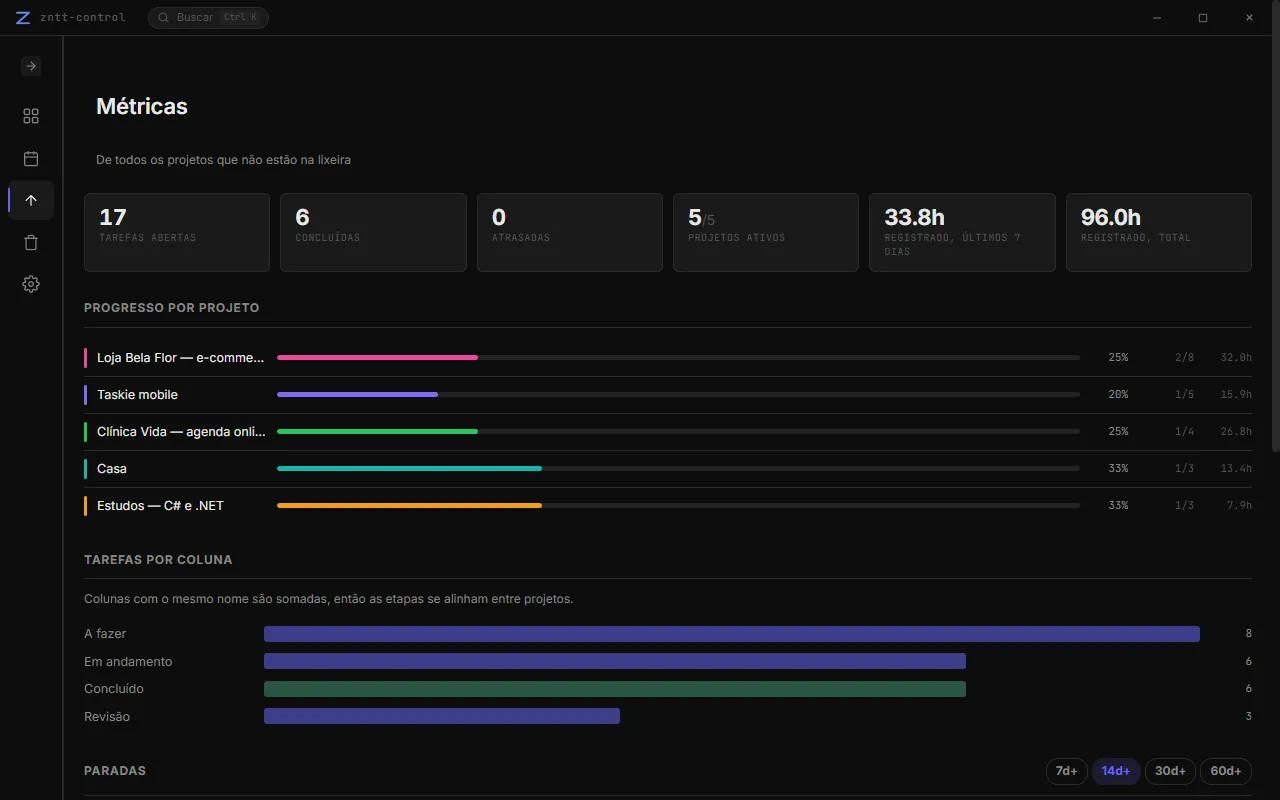 zntt-control
Buscar Ctrl K
Métricas
De todos os projetos que não estão na lixeira
17
TAREFAS ABERTAS
6
CONCLUÍDAS
0
ATRASADAS
5/5
PROJETOS ATIVOS
33.8h
REGISTRADO, ÚLTIMOS 7
DIAS
96.0h
REGISTRADO, TOTAL
PROGRESSO POR PROJETO
Loja Bela Flor — e-comme... 25% 2/8 32.0h
Taskie mobile 20% 1/5 15.9h
Clínica Vida — agenda onli... 25% 1/4 26.8h
Casa 33% 1/3 13.4h
Estudos — C# e .NET 33% 1/3 7.9h
TAREFAS POR COLUNA
Colunas com o mesmo nome são somadas, então as etapas se alinham entre projetos.
A fazer 8
Em andamento 6
Concluído 6
Revisão 3
PARADAS 7d+ 14d+ 30d+ 60d+